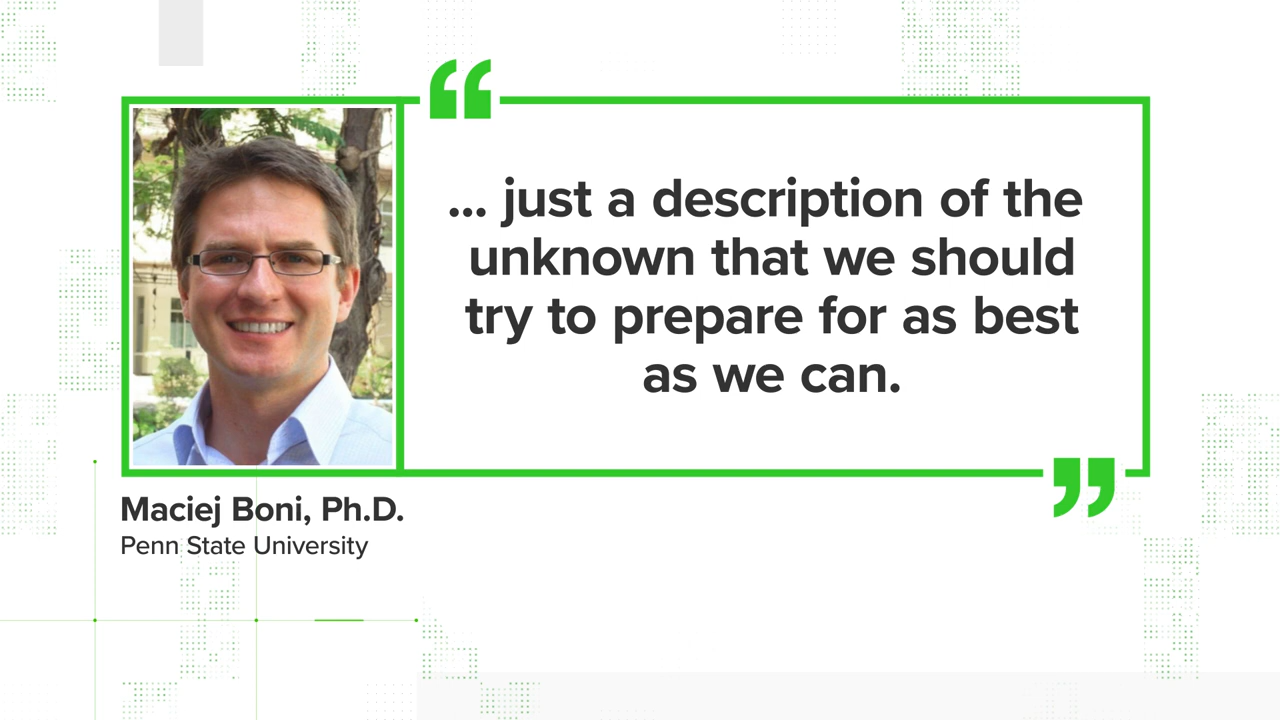 “
... just a description of the
unknown that we should
try to prepare for as best
as we can.
”
Maciej Boni, Ph.D.
Penn State University